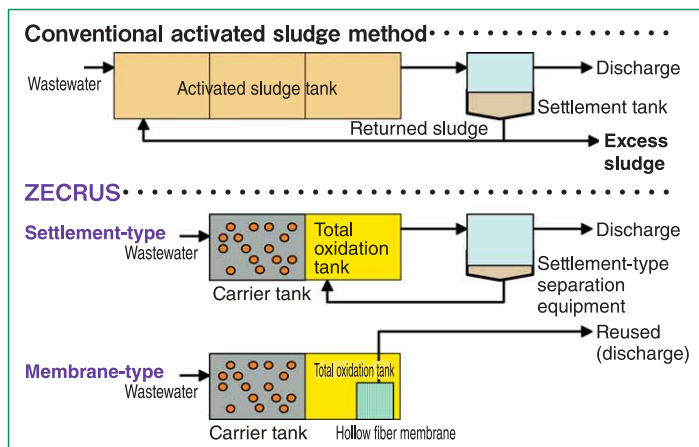 Conventional activated sludge method
Wastewater
Activated sludge tank
Discharge
Settlement tank
Returned sludge
Excess
sludge
ZECRUS
Settlement-type
Wastewater
Total
oxidation
tank
Carrier tank
Discharge
Settlement-type
separation
equipment
Membrane-type
Wastewater
Total oxidation tank
Carrier tank
Hollow fiber membrane
Reused
(discharge)